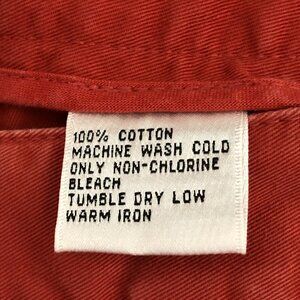 100% COTTON
MACHINE WASH COLD
ONLY NON-CHLORINE
BLEACH
TUMBLE DRY LOW
WARM IRON